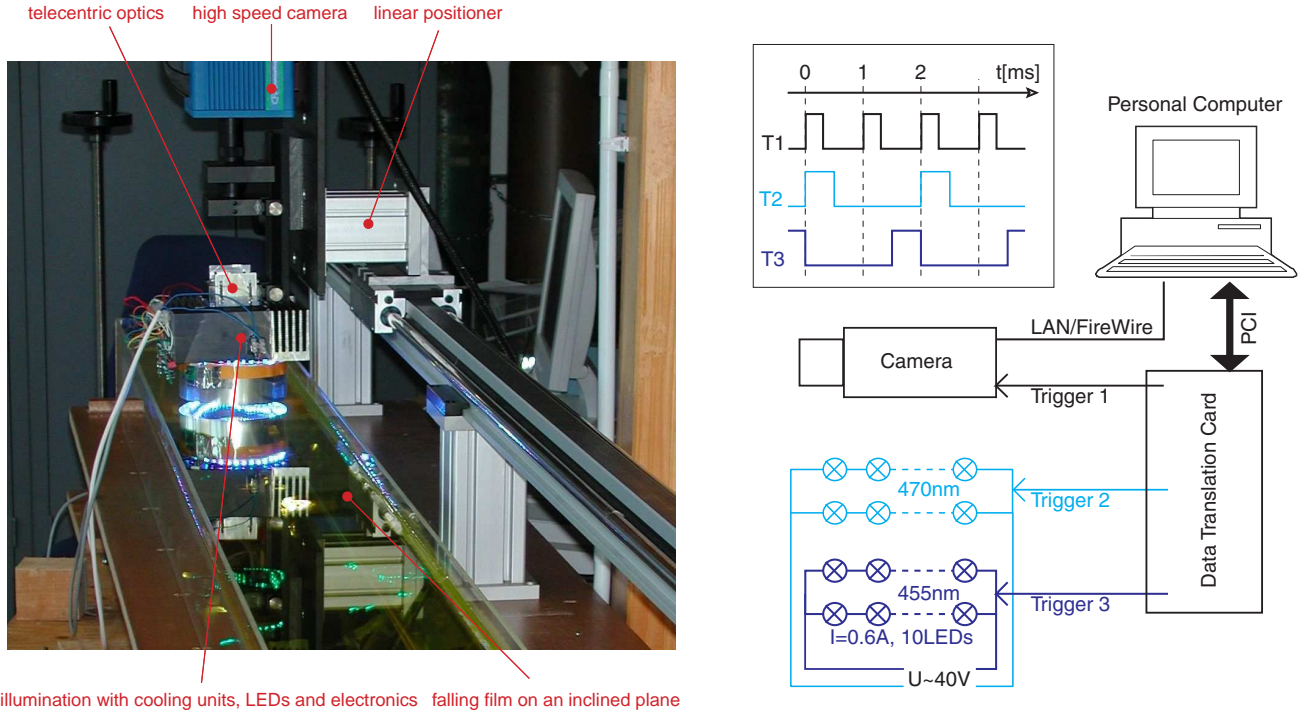 telecentric optics
high speed camera
linear positioner
illumination with cooling units, LEDs and electronics
falling film on an inclined plane
0 1 2 t[ms]
T1
T2
T3
Personal Computer
LAN/FireWire
PCI
Camera
Trigger 1
Data Translation Card
470nm
Trigger 2
455nm
Trigger 3
I=0.6A, 10LEDs
U~40V